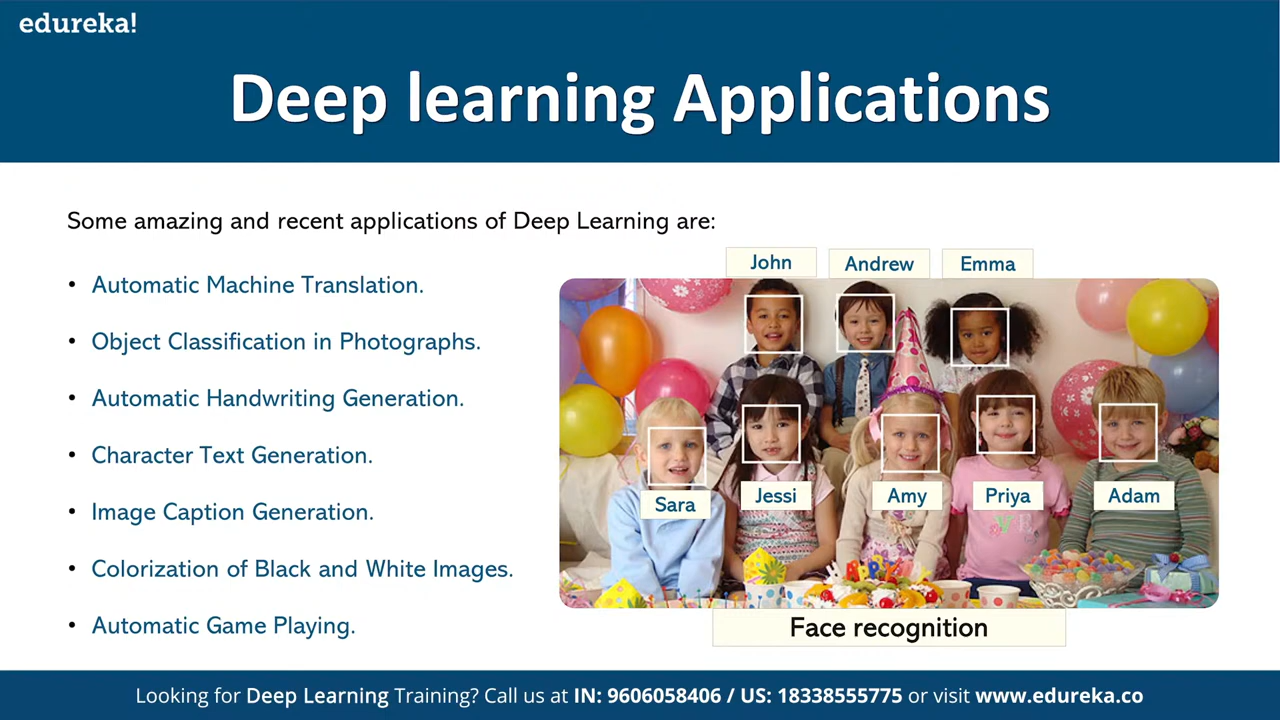 edureka!
Deep learning Applications
Some amazing and recent applications of Deep Learning are:
• Automatic Machine Translation.
• Object Classification in Photographs.
• Automatic Handwriting Generation.
• Character Text Generation.
• Image Caption Generation.
• Colorization of Black and White Images.
• Automatic Game Playing.
John Andrew Emma
Sara Jessi Amy Priya Adam
HAPPY
Face recognition
Looking for Deep Learning Training? Call us at IN: 9606058406 / US: 18338555775 or visit www.edureka.co